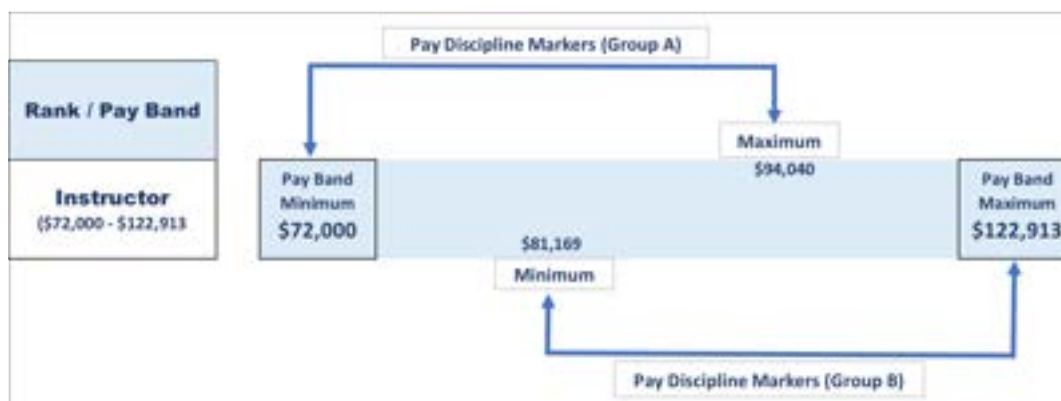 Pay Discipline Markers (Group A)
Rank / Pay Band
Maximum
$94,040
Instructor
($72,000 - $122,913
Pay Band
Minimum
$72,000
Pay Band
Maximum
$122,913
$81,169
Minimum
Pay Discipline Markers (Group B)